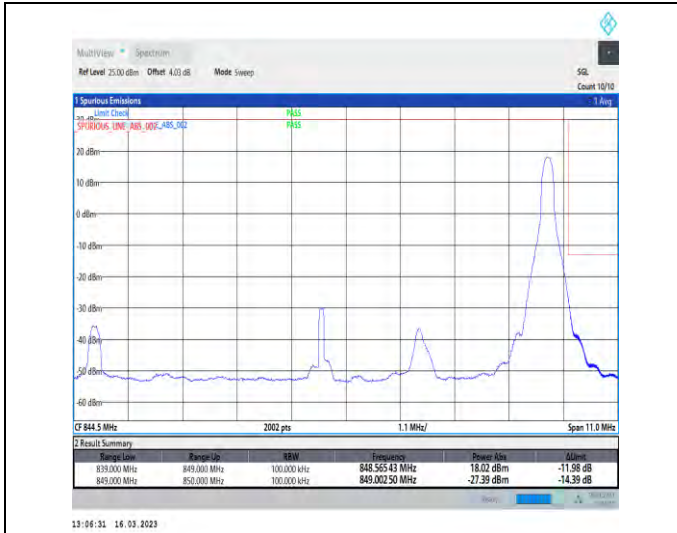 MultiView Spectrum
Ref Level 25.00 dBm Offset 4.03 dB Mode Sweep SGL
Count 10/10
1 Spurious Emissions 1 Avg
Limit Check PASS
PASS
20 dBm
10 dBm
0 dBm
-10 dBm
-20 dBm
-30 dBm
-40 dBm
-50 dBm
-60 dBm
CF 844.5 MHz 2002 pts 1.1 MHz/ Span 11.0 MHz
2 Result Summary
Range Low Range Up RBW Frequency Power Abs ΔLimit
839.000 MHz 849.000 MHz 100.000 kHz 848.56543 MHz 18.02 dBm -11.98 dB
849.000 MHz 850.000 MHz 100.000 kHz 849.00250 MHz -27.39 dBm -14.39 dB
13:06:31 16.03.2023